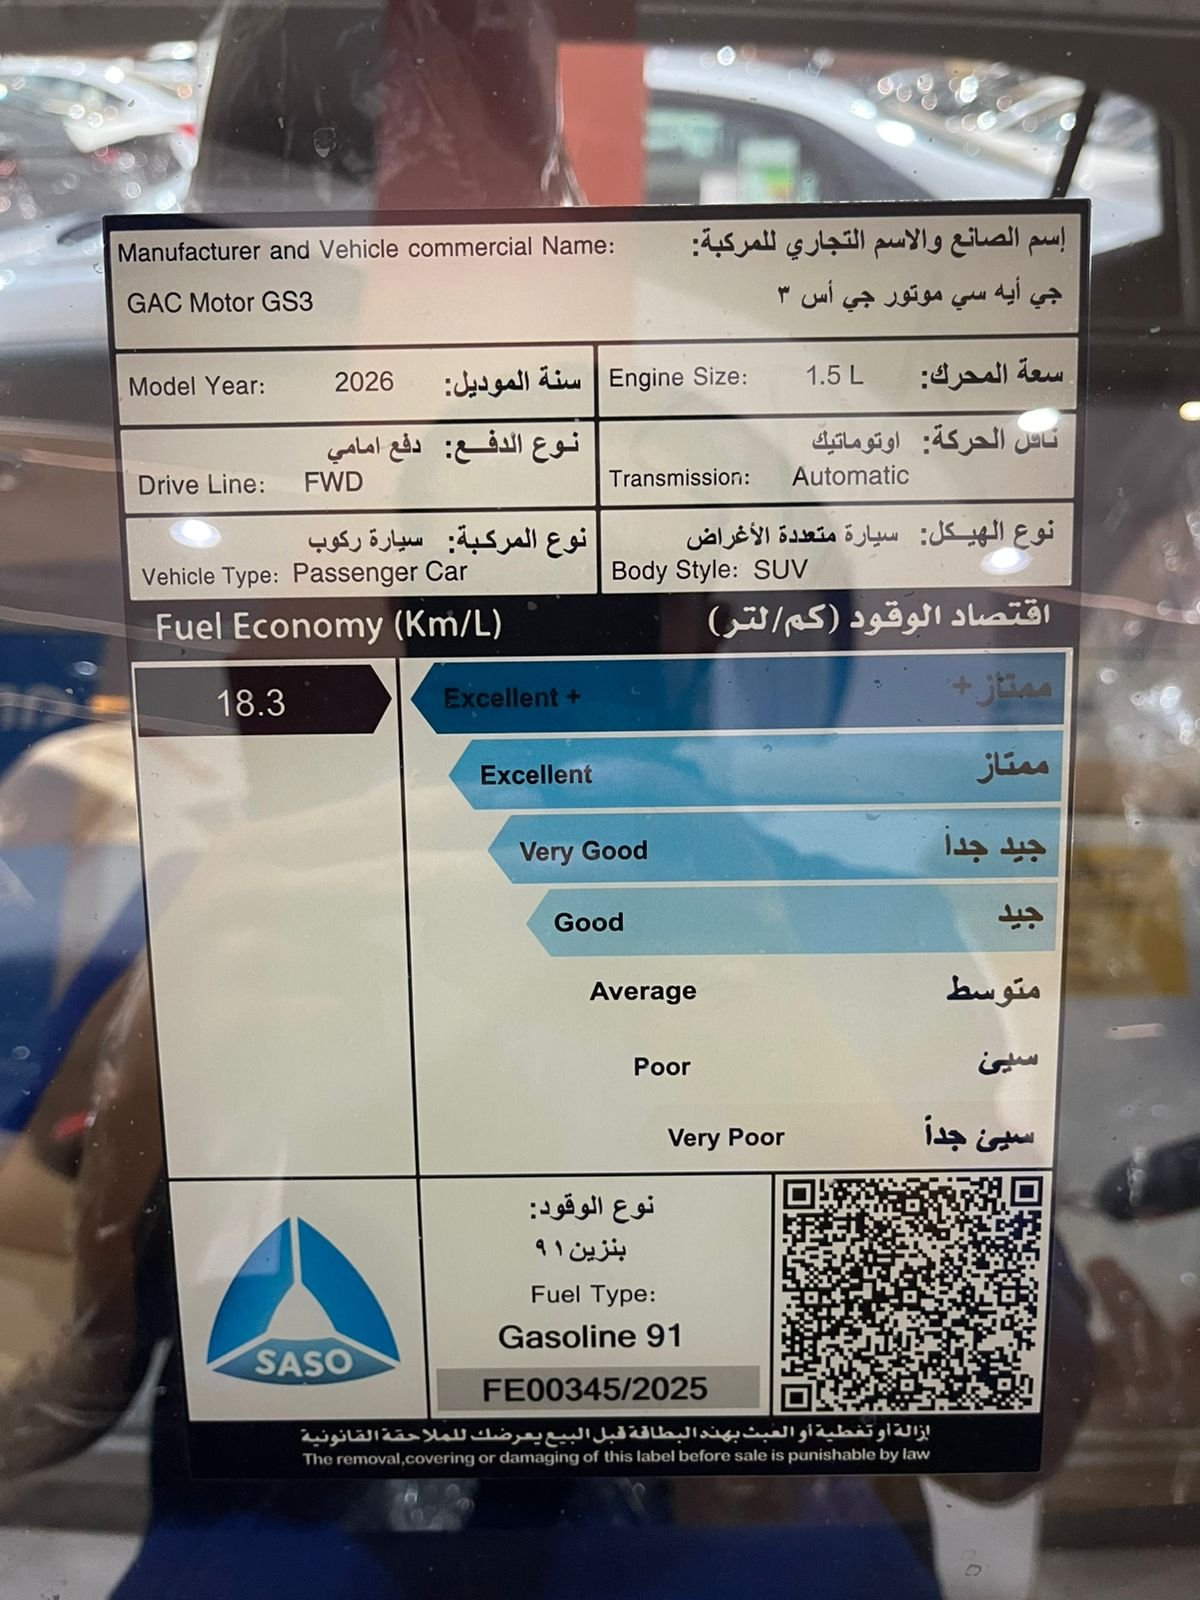 Manufacturer and Vehicle commercial Name: إسم الصانع والاسم التجاري للمركبة:
GAC Motor GS3 جي أيه سي موتور جي أس ٣
Model Year: 2026 سنة الموديل:
Engine Size: 1.5 L سعة المحرك:
نوع الدفع: دفع امامي
Drive Line: FWD
ناقل الحركة: اوتوماتيك
Transmission: Automatic
نوع المركبة: سيارة ركوب
Vehicle Type: Passenger Car
نوع الهيكل: سيارة متعددة الأغراض
Body Style: SUV
Fuel Economy (Km/L) اقتصاد الوقود (كم/لتر)
18.3
Excellent + ممتاز +
Excellent ممتاز
Very Good جيد جداً
Good جيد
Average متوسط
Poor سيئ
Very Poor سيئ جداً
SASO
نوع الوقود:
بنزين ٩١
Fuel Type:
Gasoline 91
FE00345/2025
إزالة أو تغطية أو العبث بهذه البطاقة قبل البيع يعرضك للملاحقة القانونية
The removal,covering or damaging of this label before sale is punishable by law